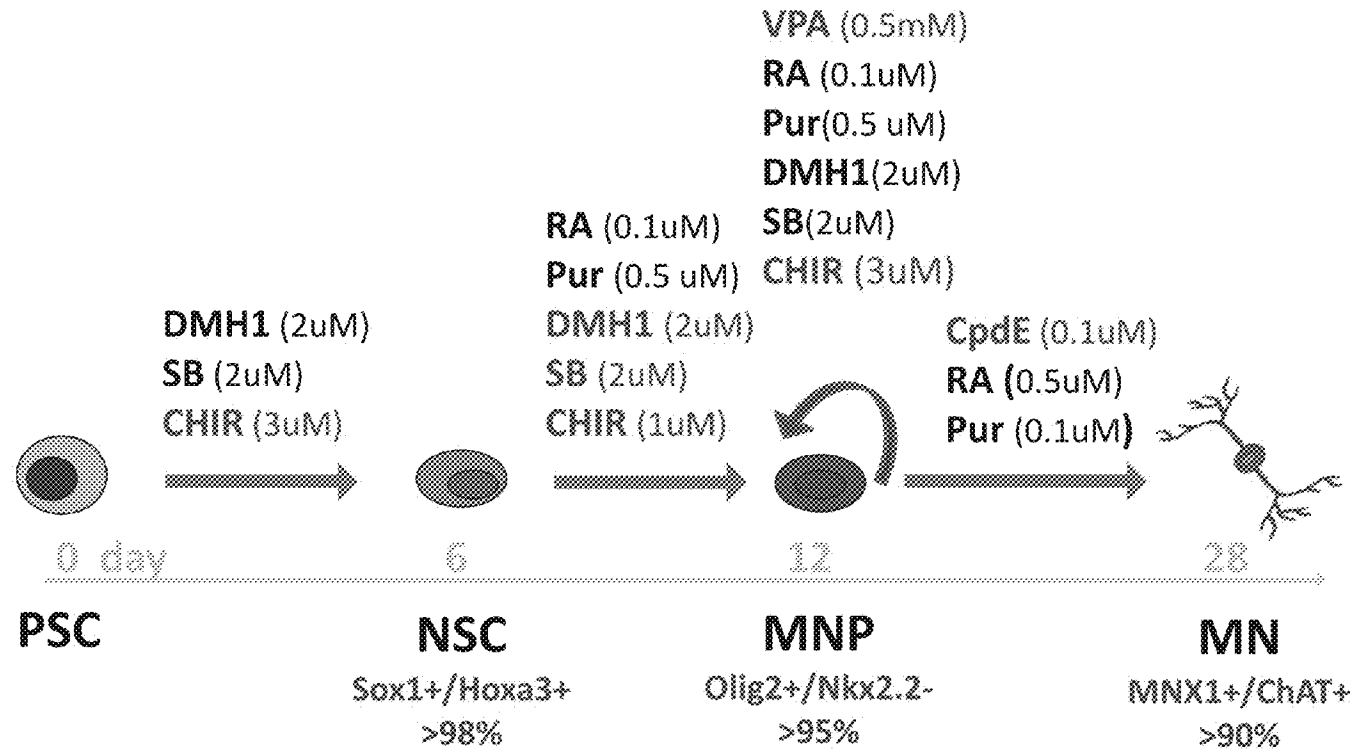 VPA (0.5mM)
RA (0.1uM)
Pur(0.5 uM)
DMH1(2uM)
SB(2uM)
CHIR (3uM)
RA (0.1uM)
Pur (0.5 uM)
DMH1 (2uM)
SB (2uM)
CHIR (1uM)
DMH1 (2uM)
SB (2uM)
CHIR (3uM)
CpdE (0.1uM)
RA (0.5uM)
Pur (0.1uM)
0 day 6 12 28
PSC NSC MNP MN
Sox1+/Hoxa3+ Olig2+/Nkx2.2- MNX1+/ChAT+
>98% >95% >90%